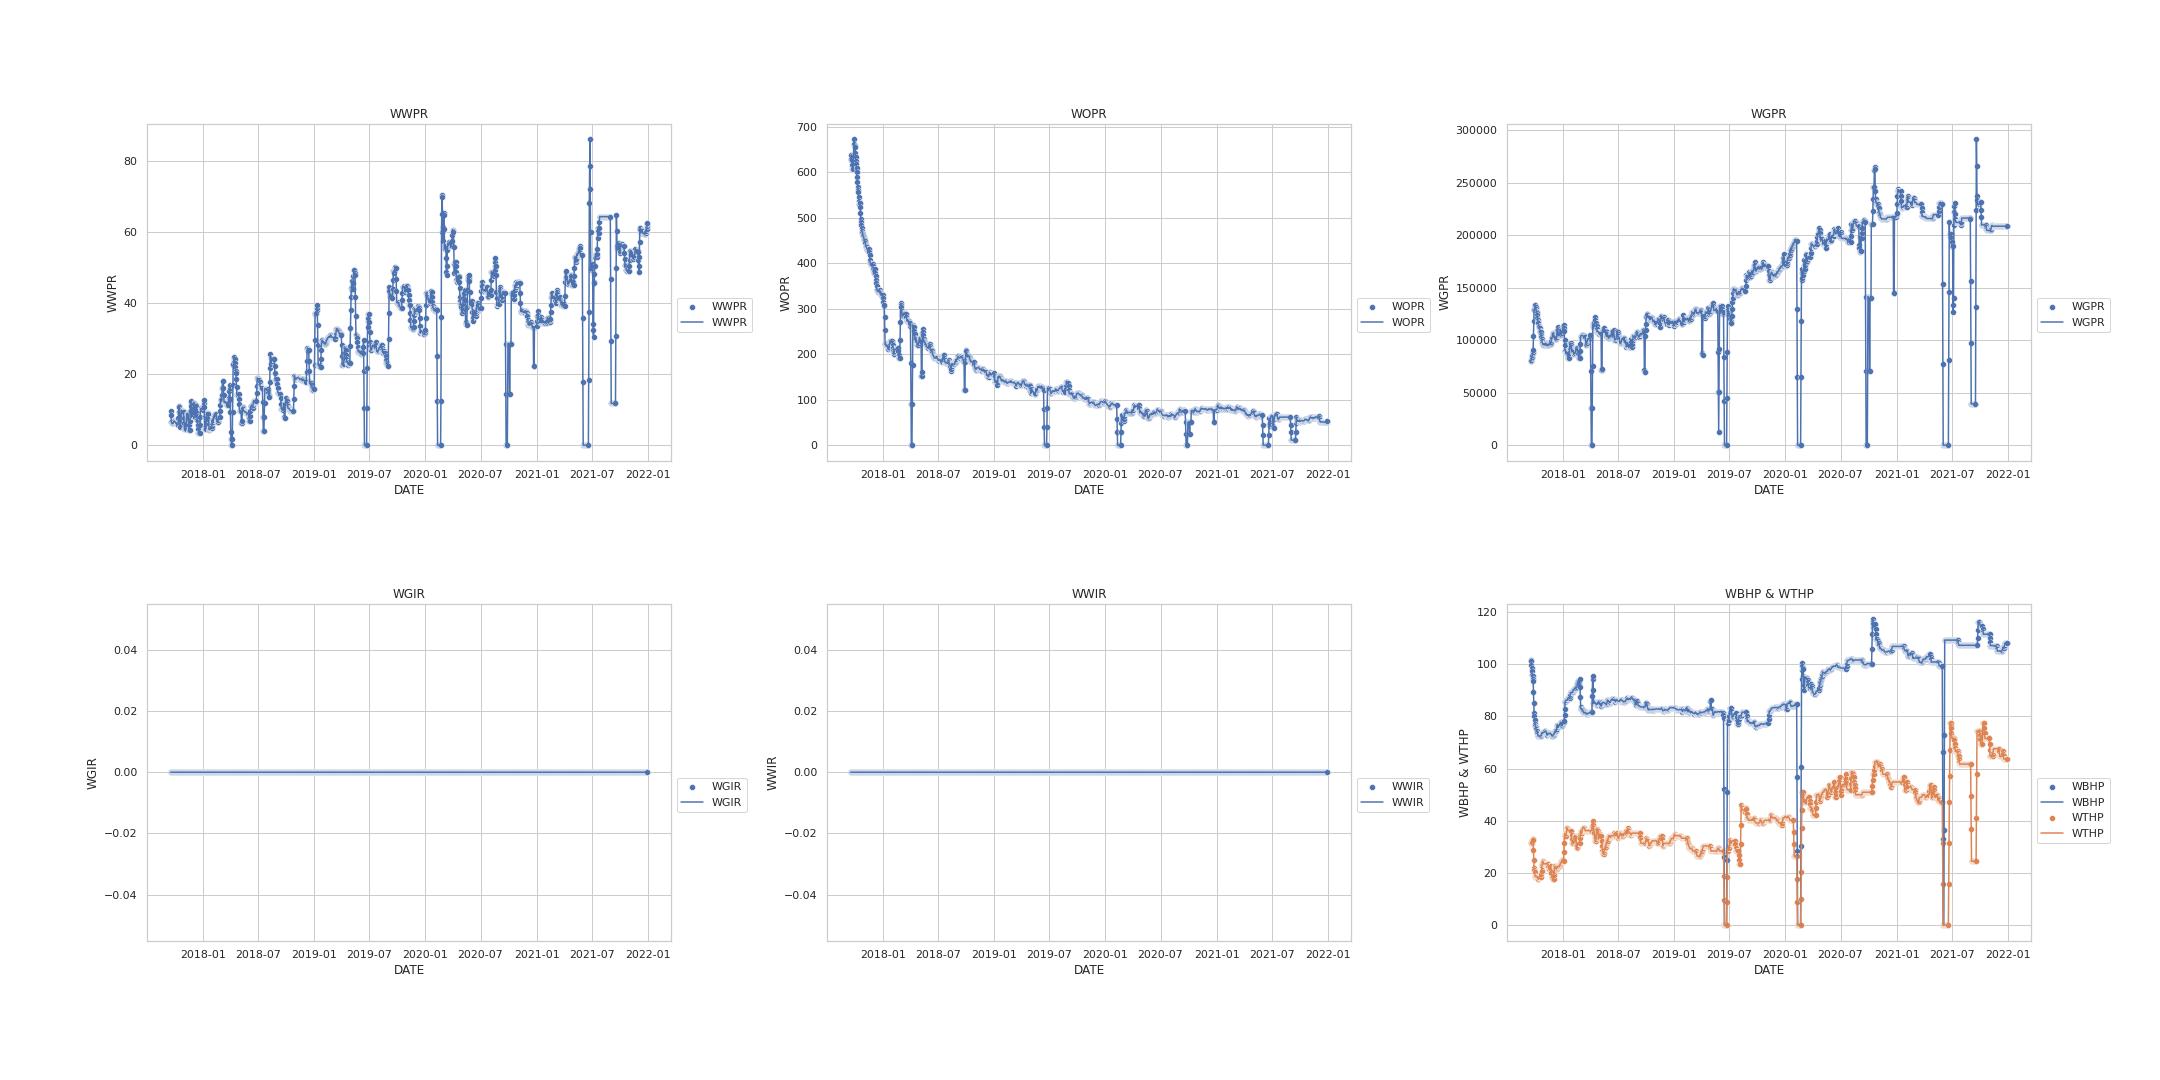 WWPR
80
60
40
20
0
WWPR
2018-01 2018-07 2019-01 2019-07 2020-01 2020-07 2021-01 2021-07 2022-01
DATE
WWPR
WWPR
WOPR
700
600
500
400
300
200
100
0
WOPR
2018-01 2018-07 2019-01 2019-07 2020-01 2020-07 2021-01 2021-07 2022-01
DATE
WOPR
WOPR
WGPR
300000
250000
200000
150000
100000
50000
0
WGPR
2018-01 2018-07 2019-01 2019-07 2020-01 2020-07 2021-01 2021-07 2022-01
DATE
WGPR
WGPR
WGIR
0.04
0.02
0.00
−0.02
−0.04
WGIR
2018-01 2018-07 2019-01 2019-07 2020-01 2020-07 2021-01 2021-07 2022-01
DATE
WGIR
WGIR
WWIR
0.04
0.02
0.00
−0.02
−0.04
WWIR
2018-01 2018-07 2019-01 2019-07 2020-01 2020-07 2021-01 2021-07 2022-01
DATE
WWIR
WWIR
WBHP & WTHP
120
100
80
60
40
20
0
WBHP & WTHP
2018-01 2018-07 2019-01 2019-07 2020-01 2020-07 2021-01 2021-07 2022-01
DATE
WBHP
WBHP
WTHP
WTHP